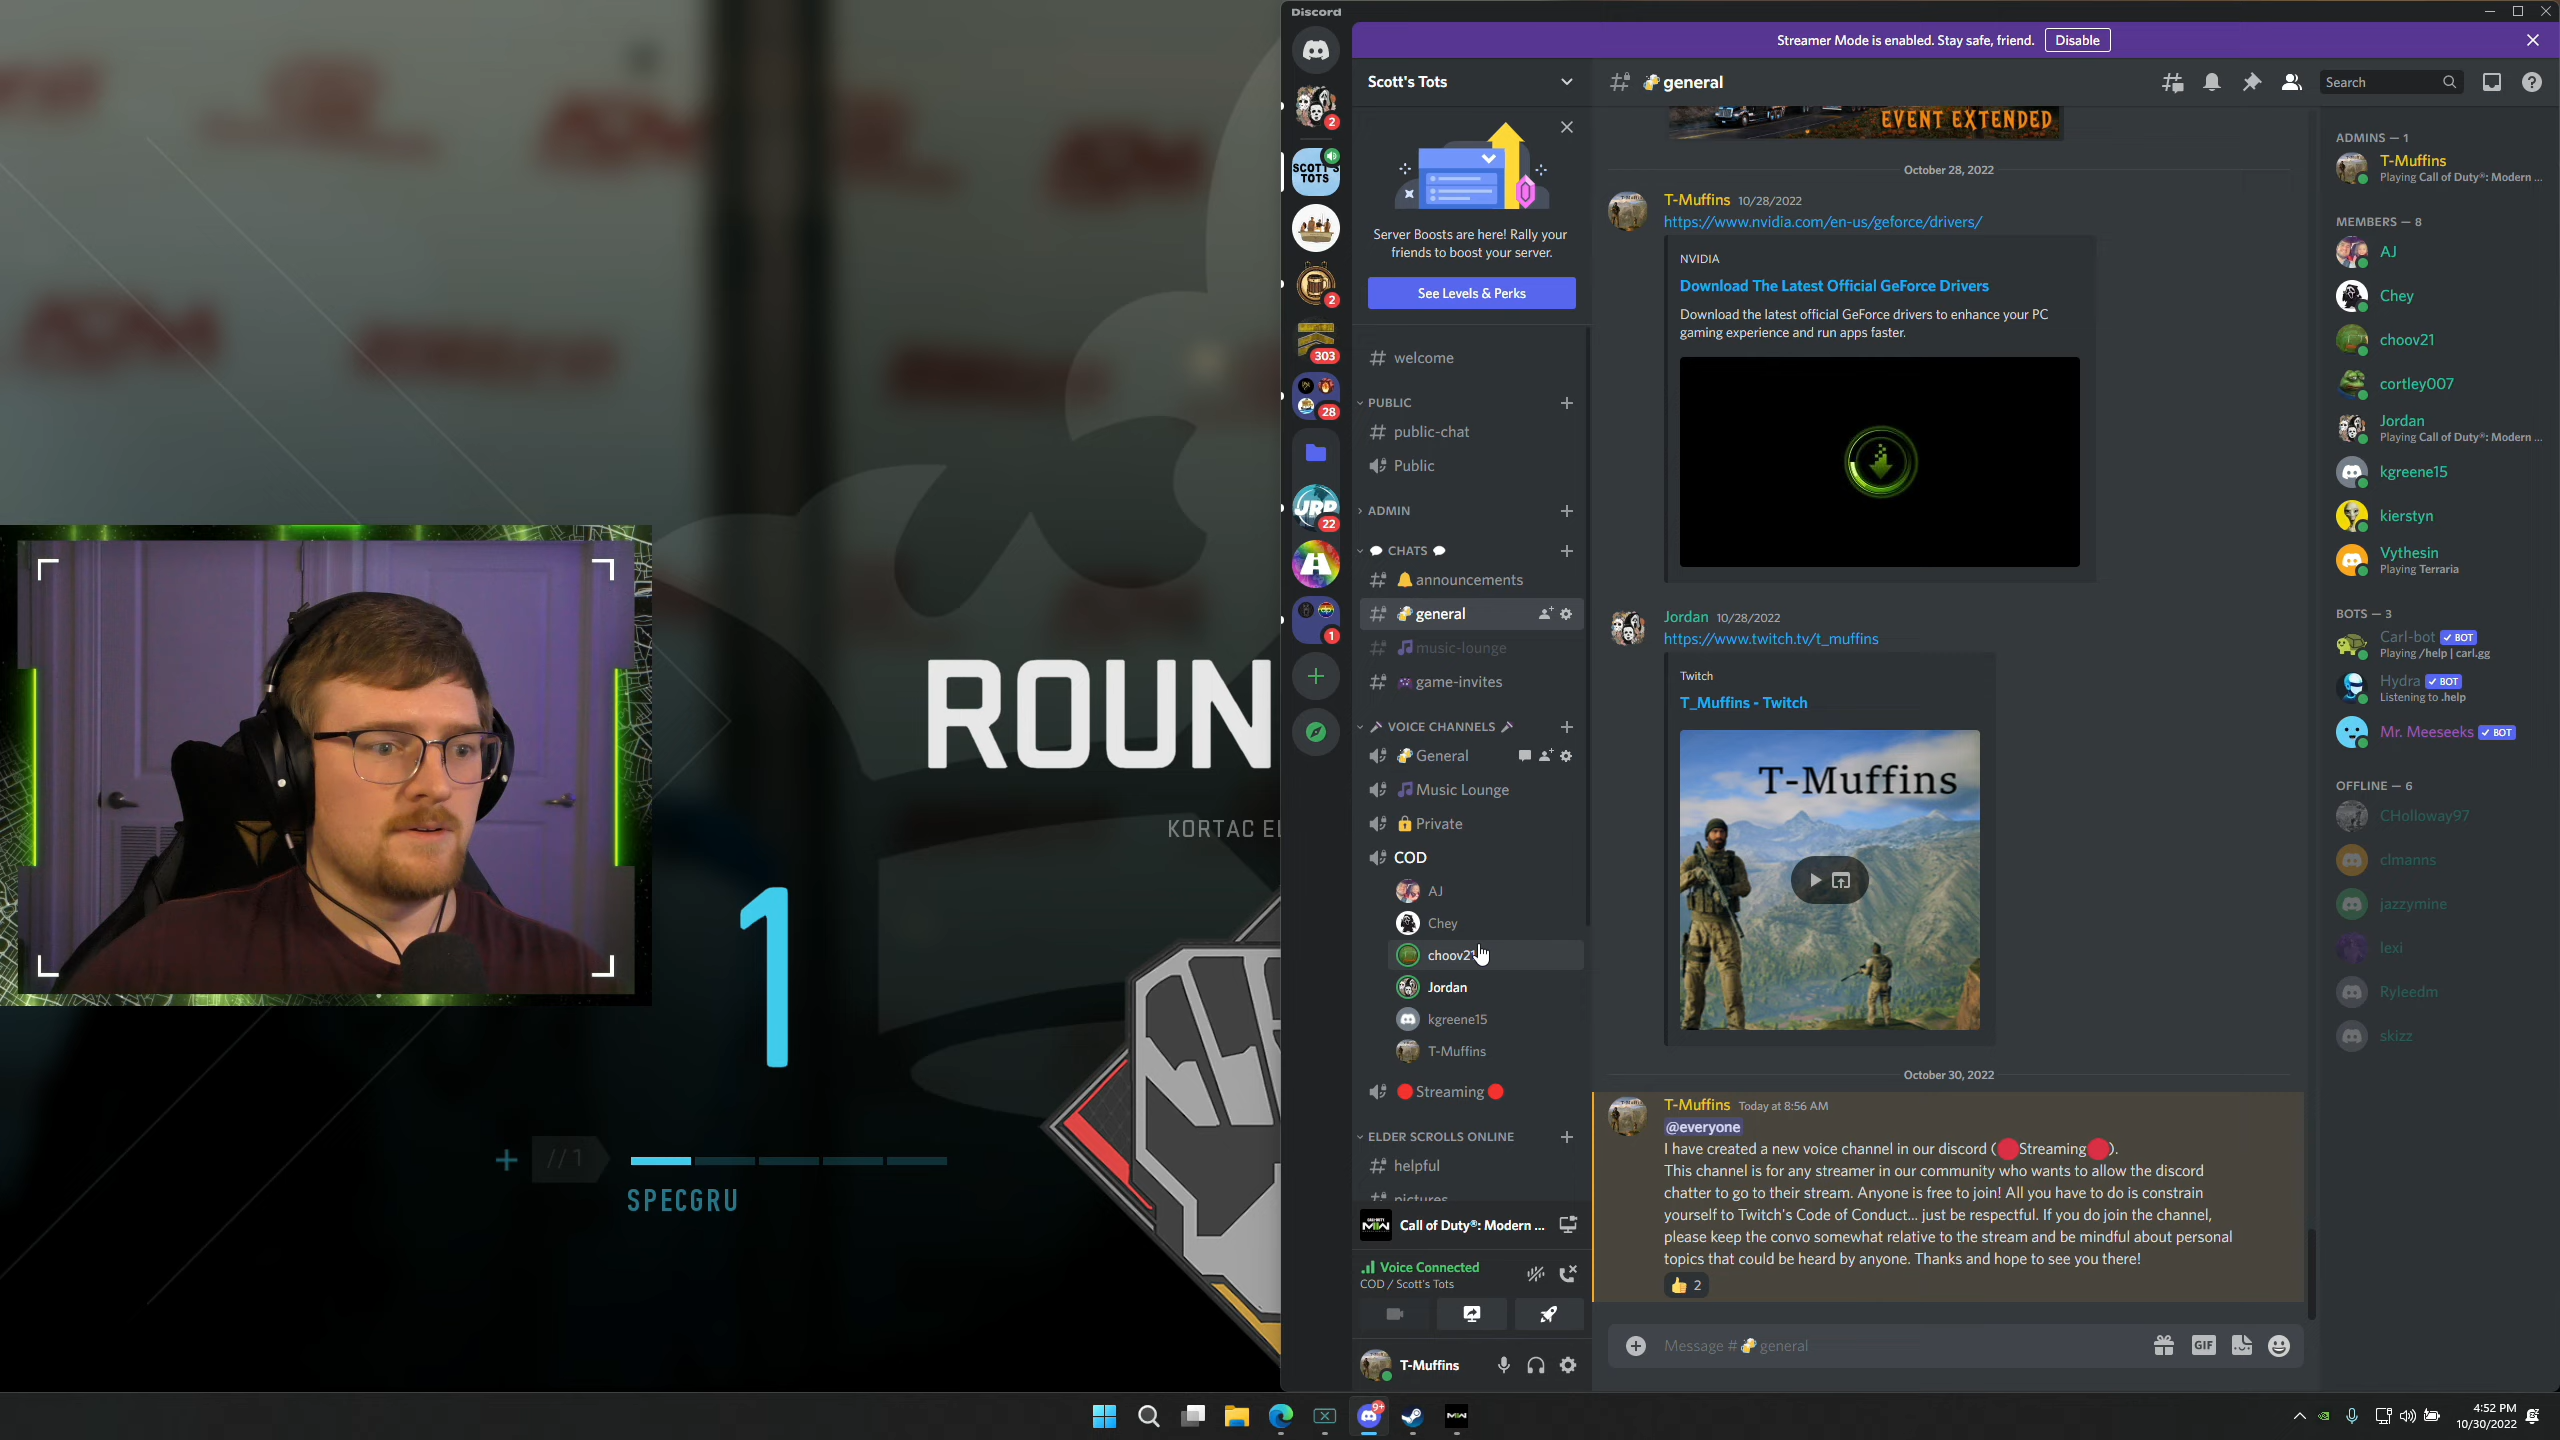 Discord
Streamer Mode is enabled. Stay safe, friend.
Disable
SCOTT'S
TOTS
2
2
303
28
URP
22
1
Scott's Tots
Server Boosts are here! Rally your
friends to boost your server.
See Levels & Perks
welcome
PUBLIC
public-chat
Public
ADMIN
CHATS
announcements
general
music-lounge
game-invites
VOICE CHANNELS
General
Music Lounge
Private
COD
AJ
Chey
choov21
Jordan
kgreene15
T-Muffins
Streaming
ELDER SCROLLS ONLINE
helpful
pictures
Call of Duty®: Modern ...
Voice Connected
COD / Scott's Tots
T-Muffins
general
Search
EVENT EXTENDED
October 28, 2022
T-Muffins 10/28/2022
https://www.nvidia.com/en-us/geforce/drivers/
NVIDIA
Download The Latest Official GeForce Drivers
Download the latest official GeForce drivers to enhance your PC
gaming experience and run apps faster.
Jordan 10/28/2022
https://www.twitch.tv/t_muffins
Twitch
T_Muffins - Twitch
T-Muffins
October 30, 2022
T-Muffins Today at 8:56 AM
@everyone
I have created a new voice channel in our discord (🔴Streaming🔴).
This channel is for any streamer in our community who wants to allow the discord
chatter to go to their stream. Anyone is free to join! All you have to do is constrain
yourself to Twitch's Code of Conduct... just be respectful. If you do join the channel,
please keep the convo somewhat relative to the stream and be mindful about personal
topics that could be heard by anyone. Thanks and hope to see you there!
👍 2
Message # general
GIF
ADMINS — 1
T-Muffins
Playing Call of Duty®: Modern ...
MEMBERS — 8
AJ
Chey
choov21
cortley007
Jordan
Playing Call of Duty®: Modern ...
kgreene15
kierstyn
Vythesin
Playing Terraria
BOTS — 3
Carl-bot ✓ BOT
Playing /help | carl.gg
Hydra ✓ BOT
Listening to .help
Mr. Meeseeks ✓ BOT
OFFLINE — 6
CHolloway97
clmanns
jazzymine
lexi
Ryleedm
skizz
ROUN
KORTAC EL
1
// 1
SPECGRU
9+
MWII
4:52 PM
10/30/2022